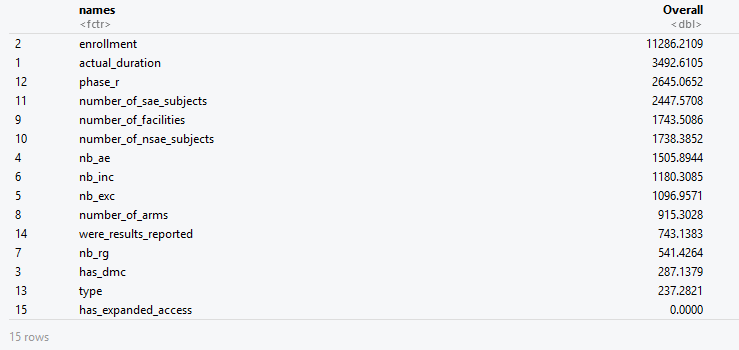 names Overall
<fctr> <dbl>
2 enrollment 11286.2109
1 actual_duration 3492.6105
12 phase_r 2645.0652
11 number_of_sae_subjects 2447.5708
9 number_of_facilities 1743.5086
10 number_of_nsae_subjects 1738.3852
4 nb_ae 1505.8944
6 nb_inc 1180.3085
5 nb_exc 1096.9571
8 number_of_arms 915.3028
14 were_results_reported 743.1383
7 nb_rg 541.4264
3 has_dmc 287.1379
13 type 237.2821
15 has_expanded_access 0.0000
15 rows